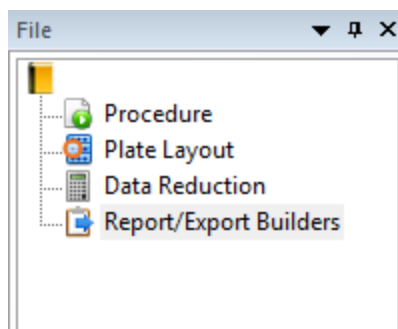 File
Procedure
Plate Layout
Data Reduction
Report/Export Builders